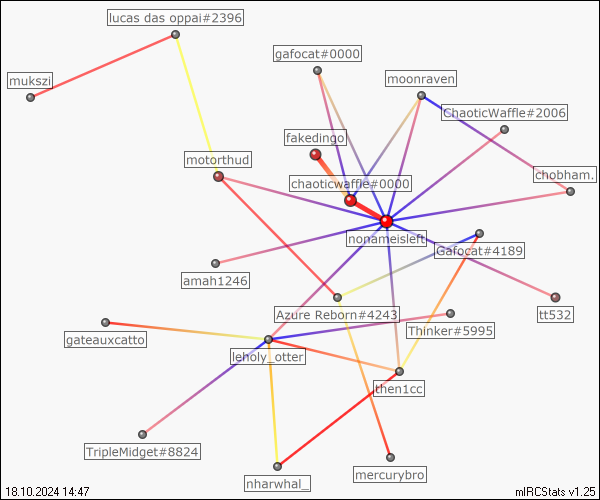 lucas das oppai#2396
gafocat#0000
mukszi
moonraven
ChaoticWaffle#2006
fakedingo
motorthud
chaoticwaffle#0000
chobham.
nonameisleft
Gafocat#4189
amah1246
Azure Reborn#4243
tt532
Thinker#5995
gateauxcatto
leholy_otter
then1cc
TripleMidget#8824
mercurybro
nharwhal_
18.10.2024 14:47
mIRCStats v1.25